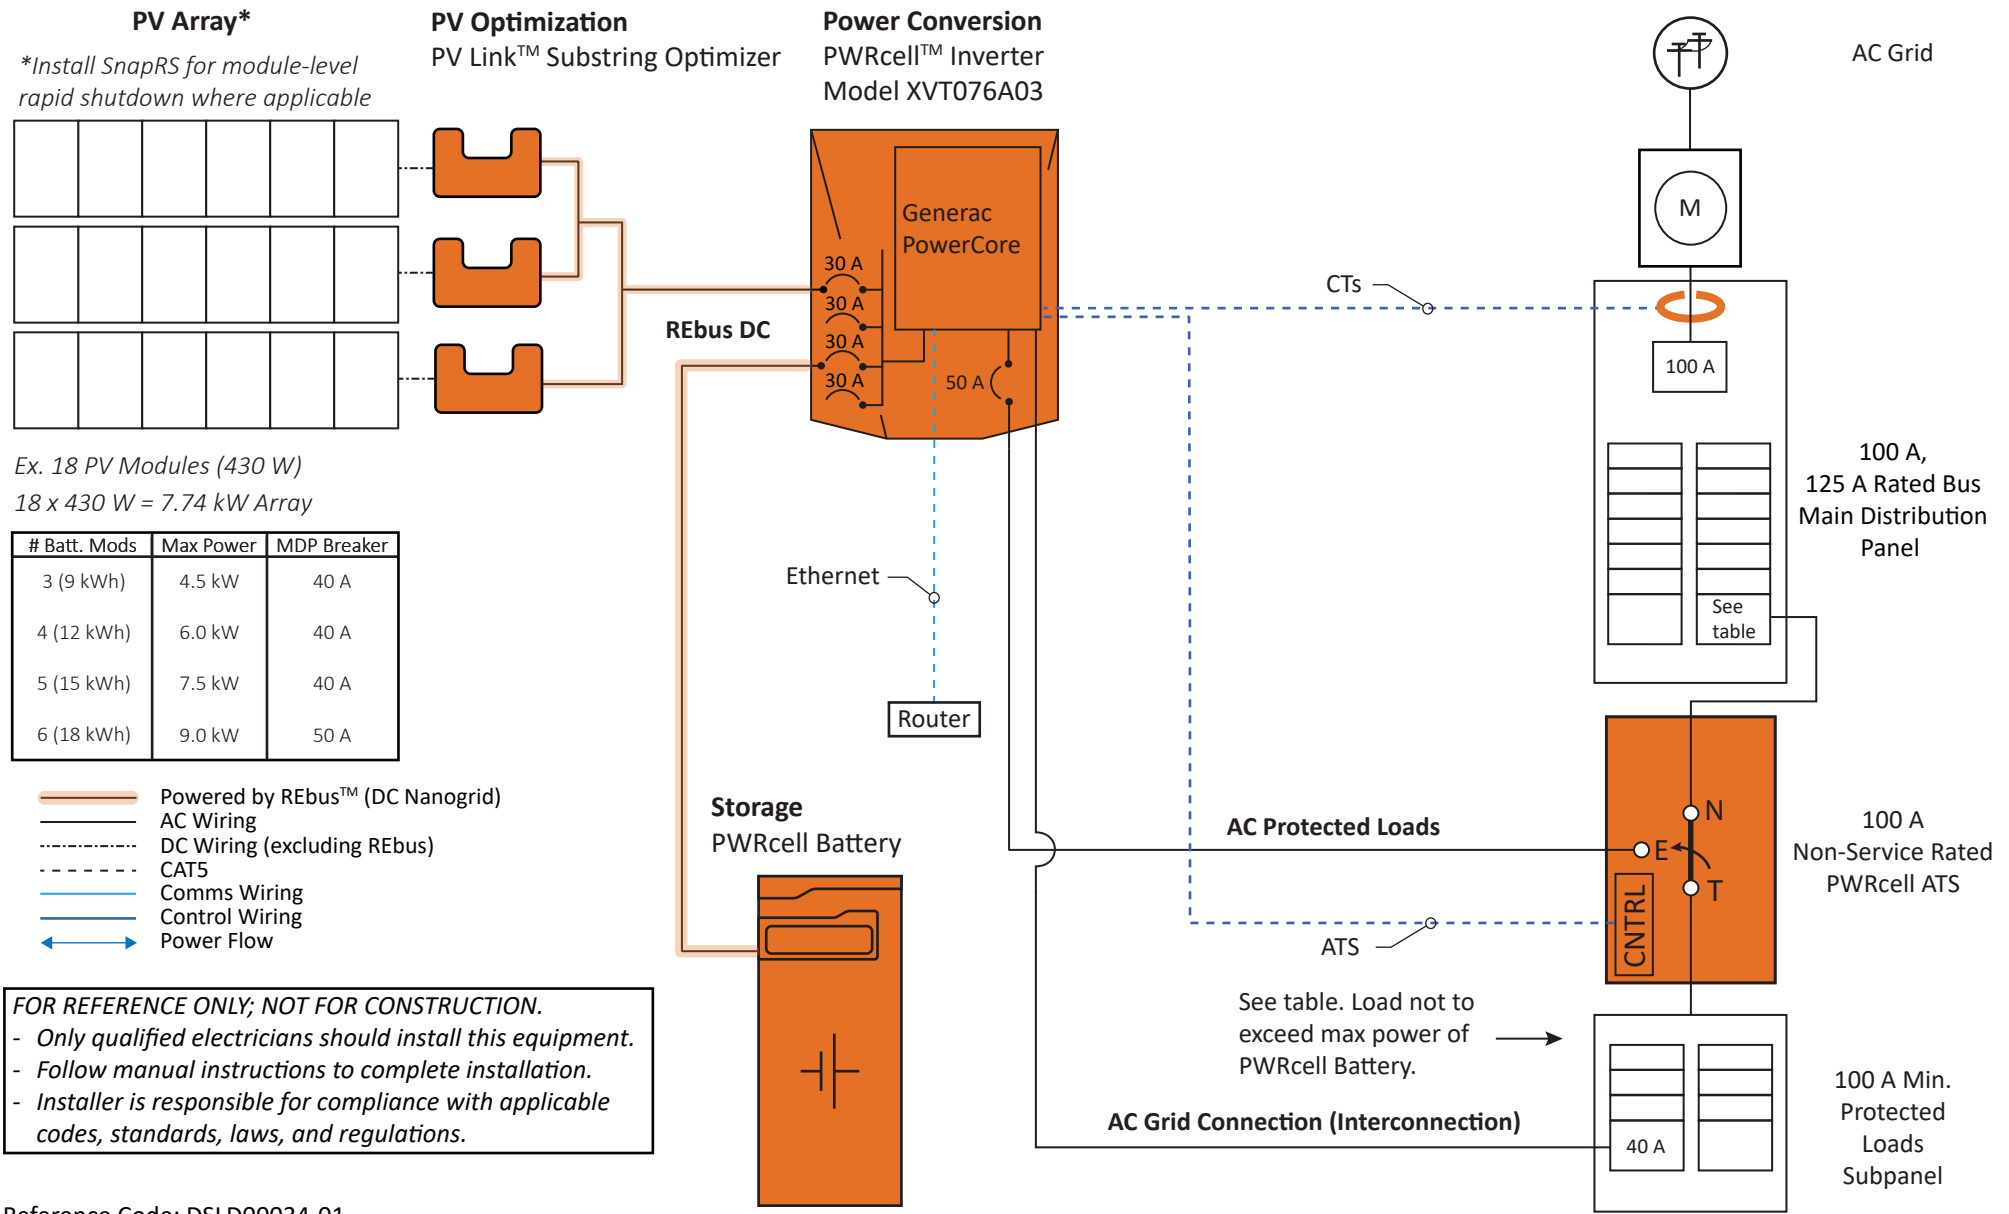 PV Array*
*Install SnapRS for module-level
rapid shutdown where applicable
PV Optimization
PV Link™ Substring Optimizer
Power Conversion
PWRcell™ Inverter
Model XVT076A03
AC Grid
M
Generac
PowerCore
30 A
30 A
30 A
30 A
50 A
REbus DC
CTs
100 A
100 A,
125 A Rated Bus
Main Distribution
Panel
See
table
Ex. 18 PV Modules (430 W)
18 x 430 W = 7.74 kW Array
# Batt. Mods Max Power MDP Breaker
3 (9 kWh) 4.5 kW 40 A
4 (12 kWh) 6.0 kW 40 A
5 (15 kWh) 7.5 kW 40 A
6 (18 kWh) 9.0 kW 50 A
Ethernet
Router
Powered by REbus™ (DC Nanogrid)
AC Wiring
DC Wiring (excluding REbus)
CAT5
Comms Wiring
Control Wiring
Power Flow
Storage
PWRcell Battery
AC Protected Loads
N
E
T
CNTRL
100 A
Non-Service Rated
PWRcell ATS
ATS
See table. Load not to
exceed max power of
PWRcell Battery.
AC Grid Connection (Interconnection)
40 A
100 A Min.
Protected
Loads
Subpanel
FOR REFERENCE ONLY; NOT FOR CONSTRUCTION.
- Only qualified electricians should install this equipment.
- Follow manual instructions to complete installation.
- Installer is responsible for compliance with applicable
codes, standards, laws, and regulations.
Reference Code: DSLD00034-01